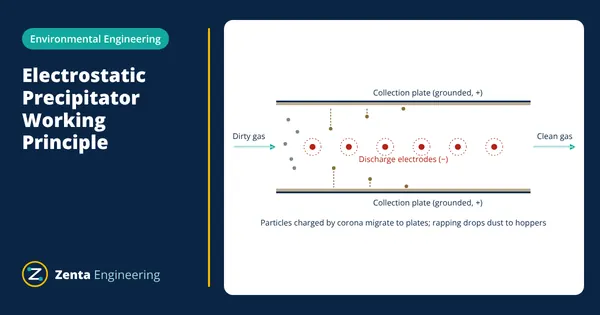 Environmental Engineering
Electrostatic
Precipitator
Working
Principle
Zenta Engineering
Collection plate (grounded, +)
Dirty gas
Clean gas
Discharge electrodes (−)
Collection plate (grounded, +)
Particles charged by corona migrate to plates; rapping drops dust to hoppers